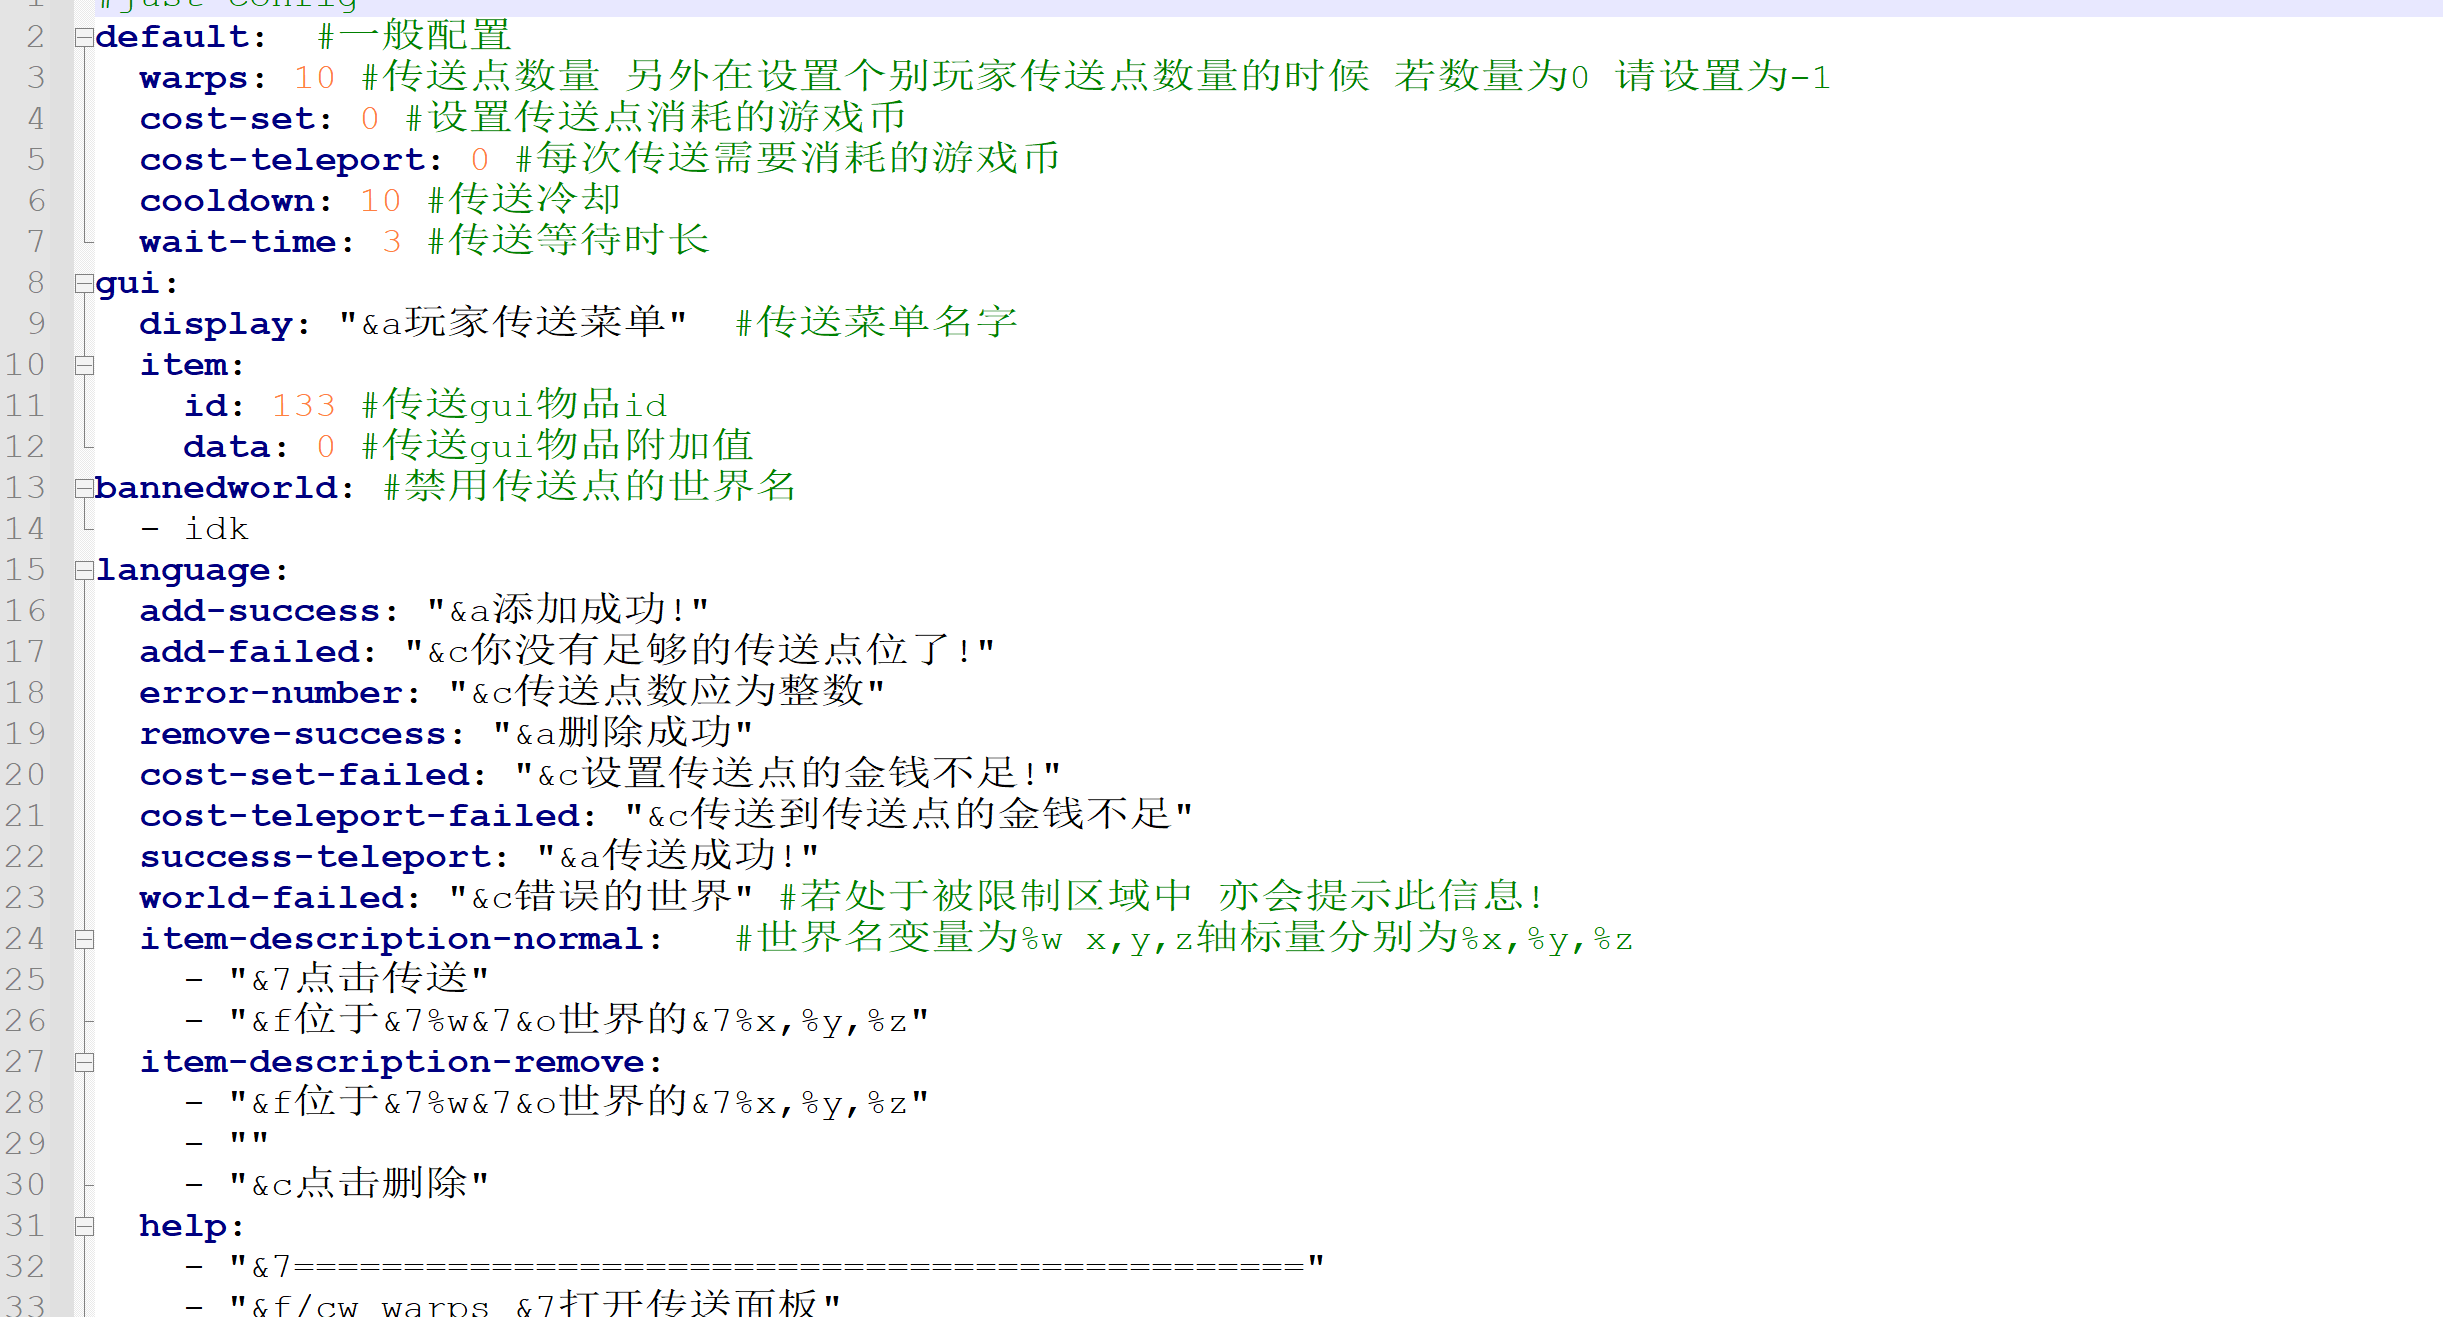 1 #just config
2 default:  #一般配置
3   warps: 10 #传送点数量 另外在设置个别玩家传送点数量的时候 若数量为0 请设置为-1
4   cost-set: 0 #设置传送点消耗的游戏币
5   cost-teleport: 0 #每次传送需要消耗的游戏币
6   cooldown: 10 #传送冷却
7   wait-time: 3 #传送等待时长
8 gui:
9   display: "&a玩家传送菜单"  #传送菜单名字
10   item:
11     id: 133 #传送gui物品id
12     data: 0 #传送gui物品附加值
13 bannedworld: #禁用传送点的世界名
14   - idk
15 language:
16   add-success: "&a添加成功!"
17   add-failed: "&c你没有足够的传送点位了!"
18   error-number: "&c传送点数应为整数"
19   remove-success: "&a删除成功"
20   cost-set-failed: "&c设置传送点的金钱不足!"
21   cost-teleport-failed: "&c传送到传送点的金钱不足"
22   success-teleport: "&a传送成功!"
23   world-failed: "&c错误的世界" #若处于被限制区域中 亦会提示此信息!
24   item-description-normal:   #世界名变量为%w x,y,z轴标量分别为%x,%y,%z
25     - "&7点击传送"
26     - "&f位于&7%w&7&o世界的&7%x,%y,%z"
27   item-description-remove:
28     - "&f位于&7%w&7&o世界的&7%x,%y,%z"
29     - ""
30     - "&c点击删除"
31   help:
32     - "&7=============================================="
33     - "&f/cw warps &7打开传送面板"